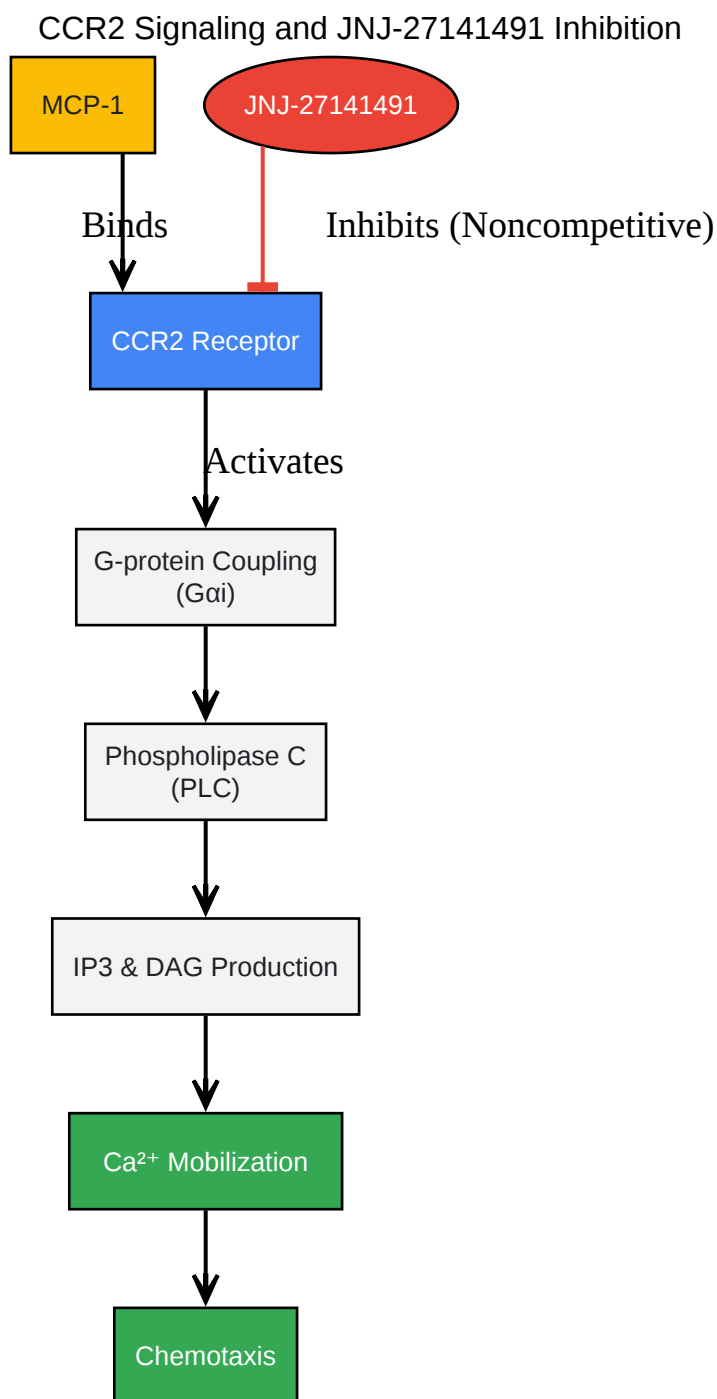 CCR2 Signaling and JNJ-27141491 Inhibition
MCP-1
JNJ-27141491
Binds
Inhibits (Noncompetitive)
CCR2 Receptor
Activates
G-protein Coupling
(Gαi)
Phospholipase C
(PLC)
IP3 & DAG Production
Ca²⁺ Mobilization
Chemotaxis